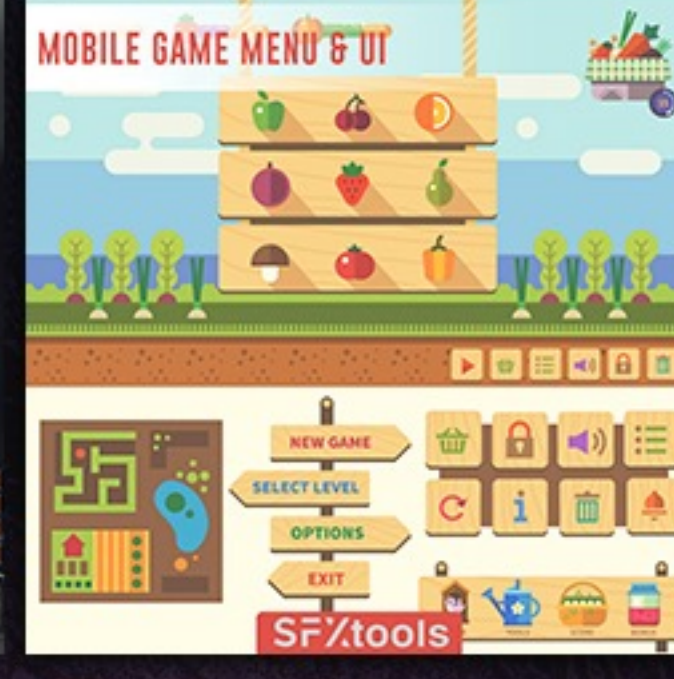 MOBILE GAME MENU & UI
NEW GAME
SELECT LEVEL
OPTIONS
EXIT
SFXtools